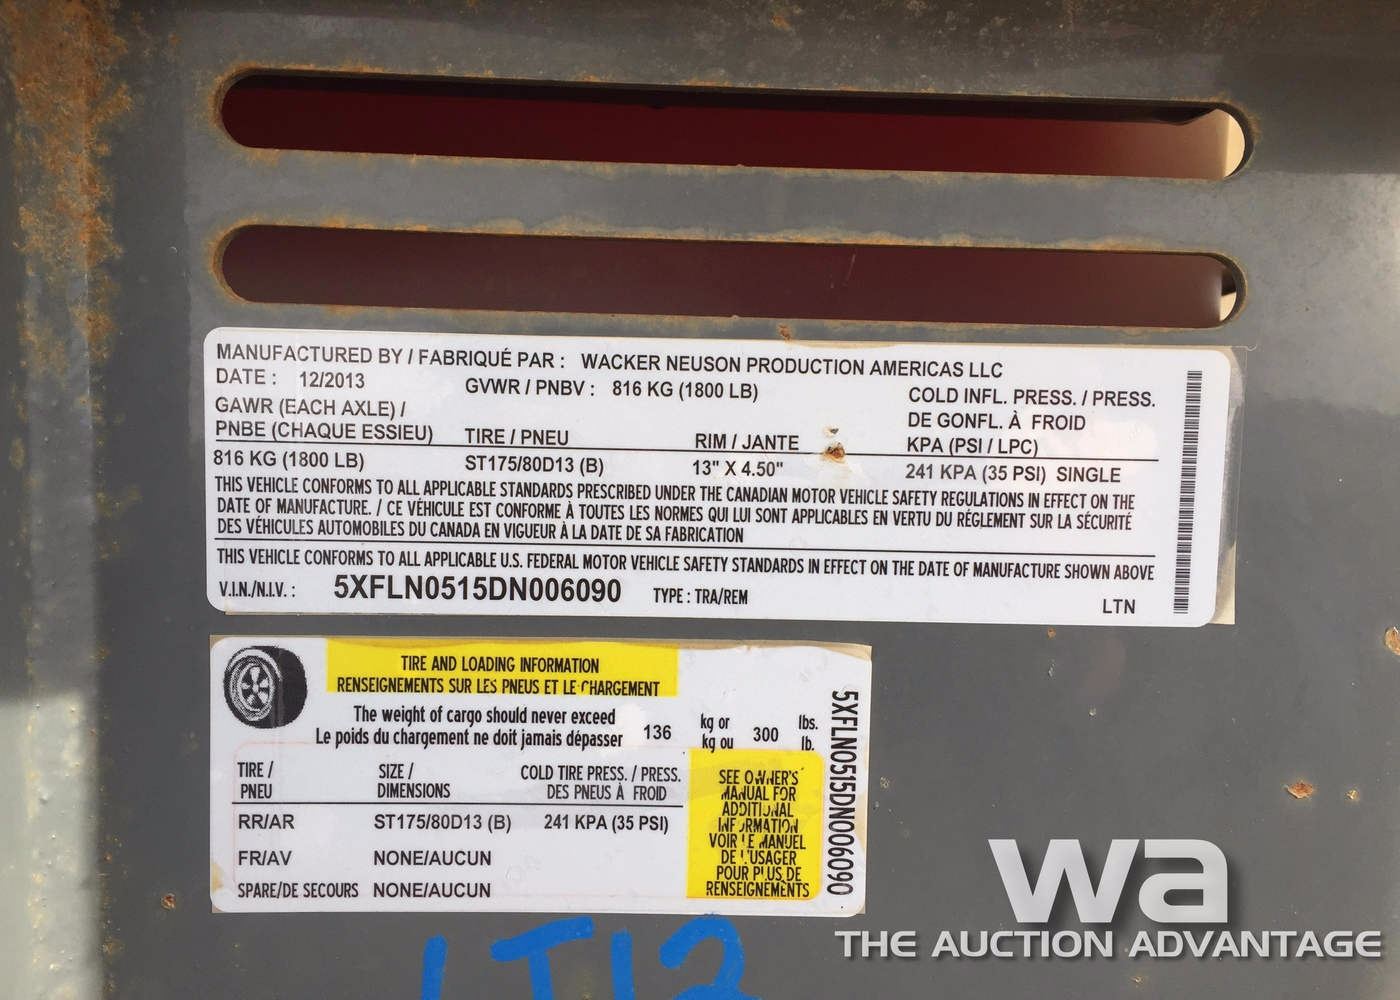 MANUFACTURED BY / FABRIQUÉ PAR : WACKER NEUSON PRODUCTION AMERICAS LLC
DATE : 12/2013 GVWR / PNBV : 816 KG (1800 LB) COLD INFL. PRESS. / PRESS.
GAWR (EACH AXLE) / DE GONFL. À FROID
PNBE (CHAQUE ESSIEU) TIRE / PNEU RIM / JANTE KPA (PSI / LPC)
816 KG (1800 LB) ST175/80D13 (B) 13" X 4.50" 241 KPA (35 PSI) SINGLE
THIS VEHICLE CONFORMS TO ALL APPLICABLE STANDARDS PRESCRIBED UNDER THE CANADIAN MOTOR VEHICLE SAFETY REGULATIONS IN EFFECT ON THE
DATE OF MANUFACTURE. / CE VÉHICULE EST CONFORME À TOUTES LES NORMES QUI LUI SONT APPLICABLES EN VERTU DU RÉGLEMENT SUR LA SÉCURITÉ
DES VÉHICULES AUTOMOBILES DU CANADA EN VIGUEUR À LA DATE DE SA FABRICATION
THIS VEHICLE CONFORMS TO ALL APPLICABLE U.S. FEDERAL MOTOR VEHICLE SAFETY STANDARDS IN EFFECT ON THE DATE OF MANUFACTURE SHOWN ABOVE
V.I.N./N.I.V. : 5XFLN0515DN006090 TYPE : TRA/REM LTN
TIRE AND LOADING INFORMATION
RENSEIGNEMENTS SUR LES PNEUS ET LE CHARGEMENT
The weight of cargo should never exceed 136 kg or 300 lbs.
Le poids du chargement ne doit jamais dépasser kg ou lb.
TIRE / SIZE / COLD TIRE PRESS. / PRESS.
PNEU DIMENSIONS DES PNEUS À FROID
RR/AR ST175/80D13 (B) 241 KPA (35 PSI)
FR/AV NONE/AUCUN
SPARE/DE SECOURS NONE/AUCUN
SEE OWNER'S
MANUAL FOR
ADDITIONAL
INFORMATION
VOIR LE MANUEL
DE L'USAGER
POUR PLUS DE
RENSEIGNEMENTS
5XFLN0515DN006090
LT12
wa
THE AUCTION ADVANTAGE